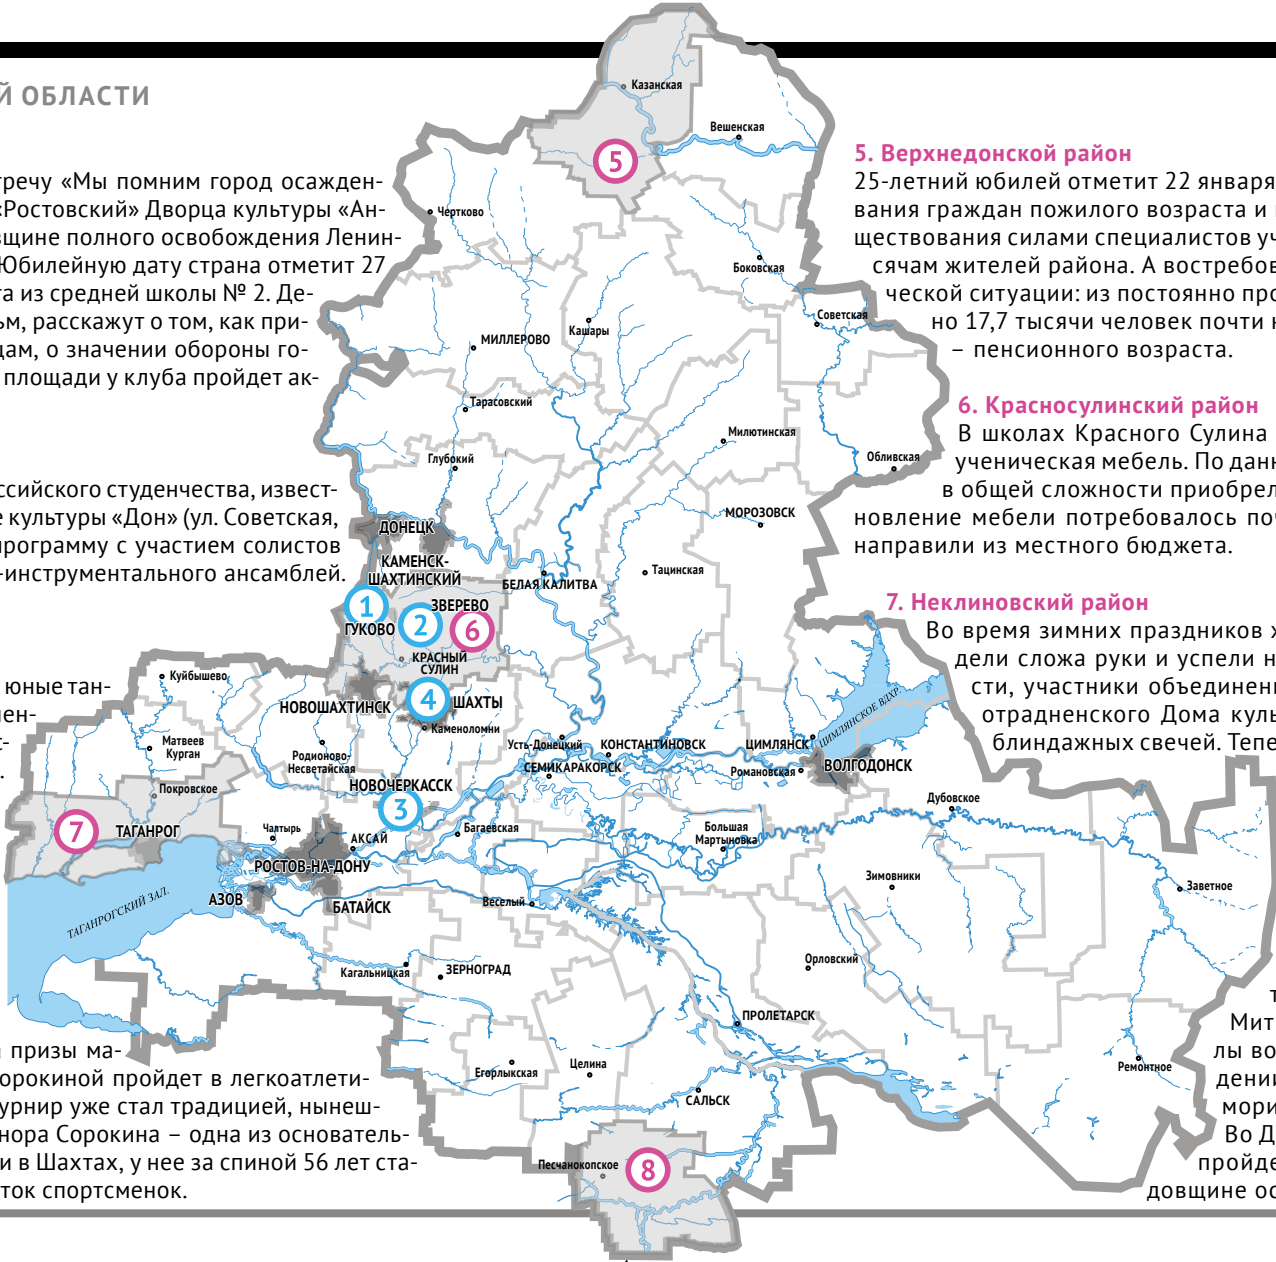 Й ОБЛАСТИ
тречу «Мы помним город осажден-
«Ростовский» Дворца культуры «Ан-
вщине полного освобождения Ленин-
Юбилейную дату страна отметит 27
та из средней школы № 2. Де-
ьм, расскажут о том, как при-
цам, о значении обороны го-
площади у клуба пройдет ак-
ссийского студенчества, извест-
е культуры «Дон» (ул. Советская,
программу с участием солистов
-инструментального ансамблей.
юные тан-
мен-
т-
.
а призы ма-
орокиной пройдет в легкоатлети-
урнир уже стал традицией, нынеш-
нора Сорокина – одна из основатель-
и в Шахтах, у нее за спиной 56 лет ста-
ток спортсменок.
5. Верхнедонской район
25-летний юбилей отметит 22 января
вания граждан пожилого возраста и
ществования силами специалистов уч
сячам жителей района. А востребов
ческой ситуации: из постоянно про
но 17,7 тысячи человек почти
– пенсионного возраста.
6. Красносулинский район
В школах Красного Сулина
ученическая мебель. По данн
в общей сложности приобрел
новление мебели потребовалось поч
направили из местного бюджета.
7. Неклиновский район
Во время зимних праздников ж
дели сложа руки и успели н
сти, участники объединен
отрадненского Дома куль
блиндажных свечей. Тепе
т
Мит
лы во
дении
мори
Во Д
пройде
довщине ос
Казанская
5
Вешенская
Чертково
Боковская
Советская
Кашары
МИЛЛЕРОВО
Тарасовский
Милютинская
Глубокий
Обливская
МОРОЗОВСК
ДОНЕЦК
КАМЕНСК-
ШАХТИНСКИЙ
Тацинская
БЕЛАЯ КАЛИТВА
1
ЗВЕРЕВО
ГУКОВО
2
6
КРАСНЫЙ
СУЛИН
Куйбышево
НОВОШАХТИНСК
4
ШАХТЫ
ЦИМЛЯНСКОЕ ВДХР.
Каменоломни
Матвеев
Курган
Родионово-
Несветайская
Усть-Донецкий
КОНСТАНТИНОВСК
ЦИМЛЯНСК
СЕМИКАРАКОРСК
Романовская
ВОЛГОДОНСК
Покровское
НОВОЧЕРКАССК
3
Дубовское
7
ТАГАНРОГ
Чалтырь
АКСАЙ
Багаевская
Большая
Мартыновка
РОСТОВ-НА-ДОНУ
Зимовники
Заветное
АЗОВ
БАТАЙСК
Веселый
ТАГАНРОГСКИЙ ЗАЛ.
Кагальницкая
ЗЕРНОГРАД
Орловский
ПРОЛЕТАРСК
Егорлыкская
Целина
Ремонтное
САЛЬСК
Песчанокопское
8